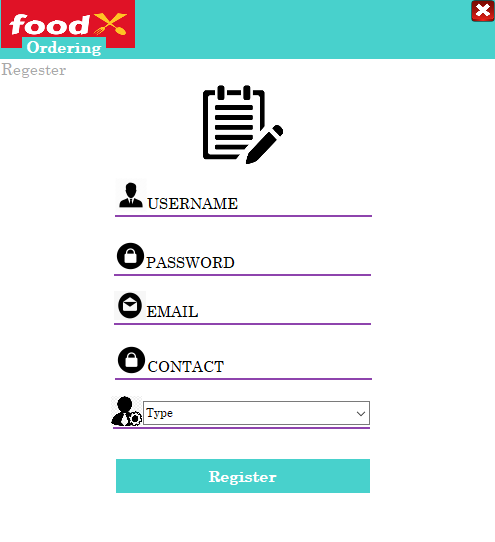 food
Ordering
Regester
USERNAME
PASSWORD
EMAIL
CONTACT
Type
Register